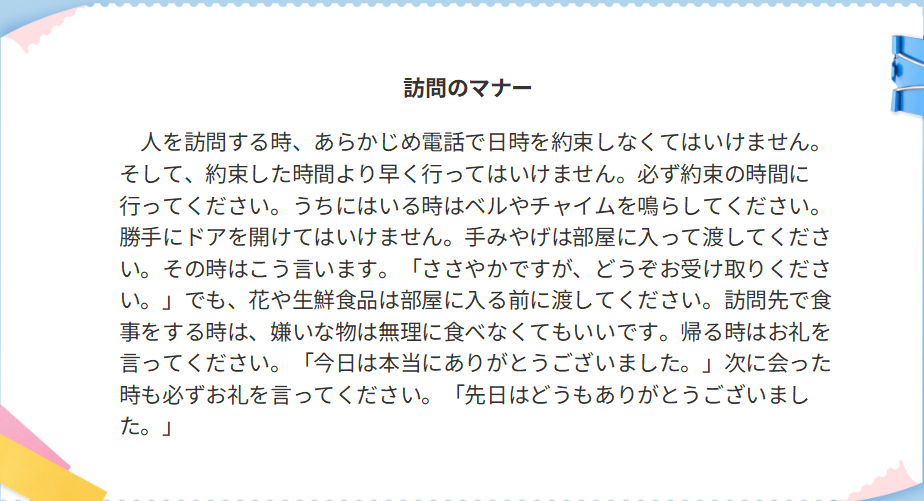 訪問のマナー
　人を訪問する時、あらかじめ電話で日時を約束しなくてはいけません。
そして、約束した時間より早く行ってはいけません。必ず約束の時間に
行ってください。うちにはいる時はベルやチャイムを鳴らしてください。
勝手にドアを開けてはいけません。手みやげは部屋に入って渡してくださ
い。その時はこう言います。「ささやかですが、どうぞお受け取りくださ
い。」でも、花や生鮮食品は部屋に入る前に渡してください。訪問先で食
事をする時は、嫌いな物は無理に食べなくてもいいです。帰る時はお礼を
言ってください。「今日は本当にありがとうございました。」次に会った
時も必ずお礼を言ってください。「先日はどうもありがとうございまし
た。」